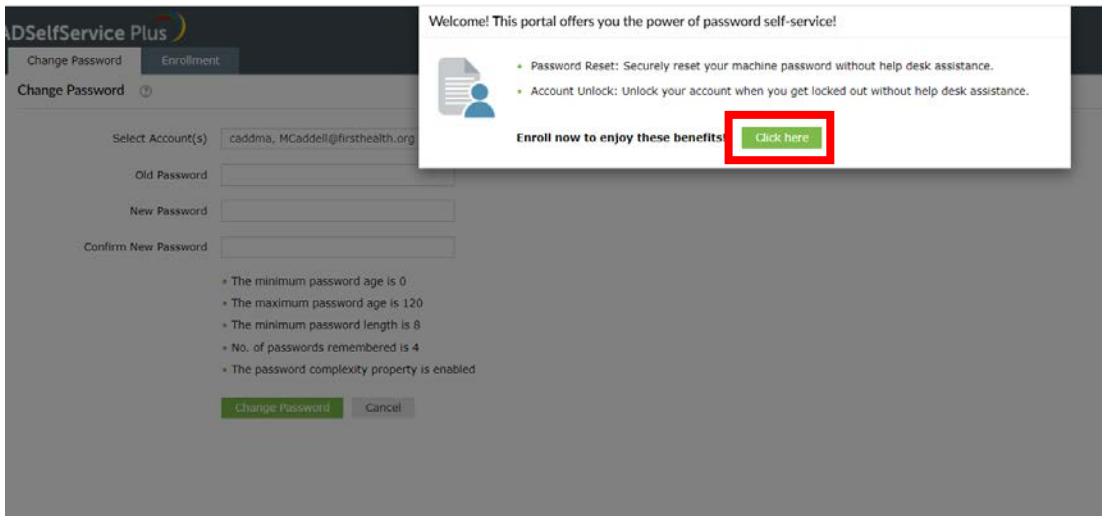 ADSelfService Plus
Change Password Enrollment
Change Password ?
Welcome! This portal offers you the power of password self-service!
• Password Reset: Securely reset your machine password without help desk assistance.
• Account Unlock: Unlock your account when you get locked out without help desk assistance.
Enroll now to enjoy these benefits! Click here
Select Account(s) caddma, MCaddell@firsthealth.org
Old Password
New Password
Confirm New Password
• The minimum password age is 0
• The maximum password age is 120
• The minimum password length is 8
• No. of passwords remembered is 4
• The password complexity property is enabled
Change Password Cancel